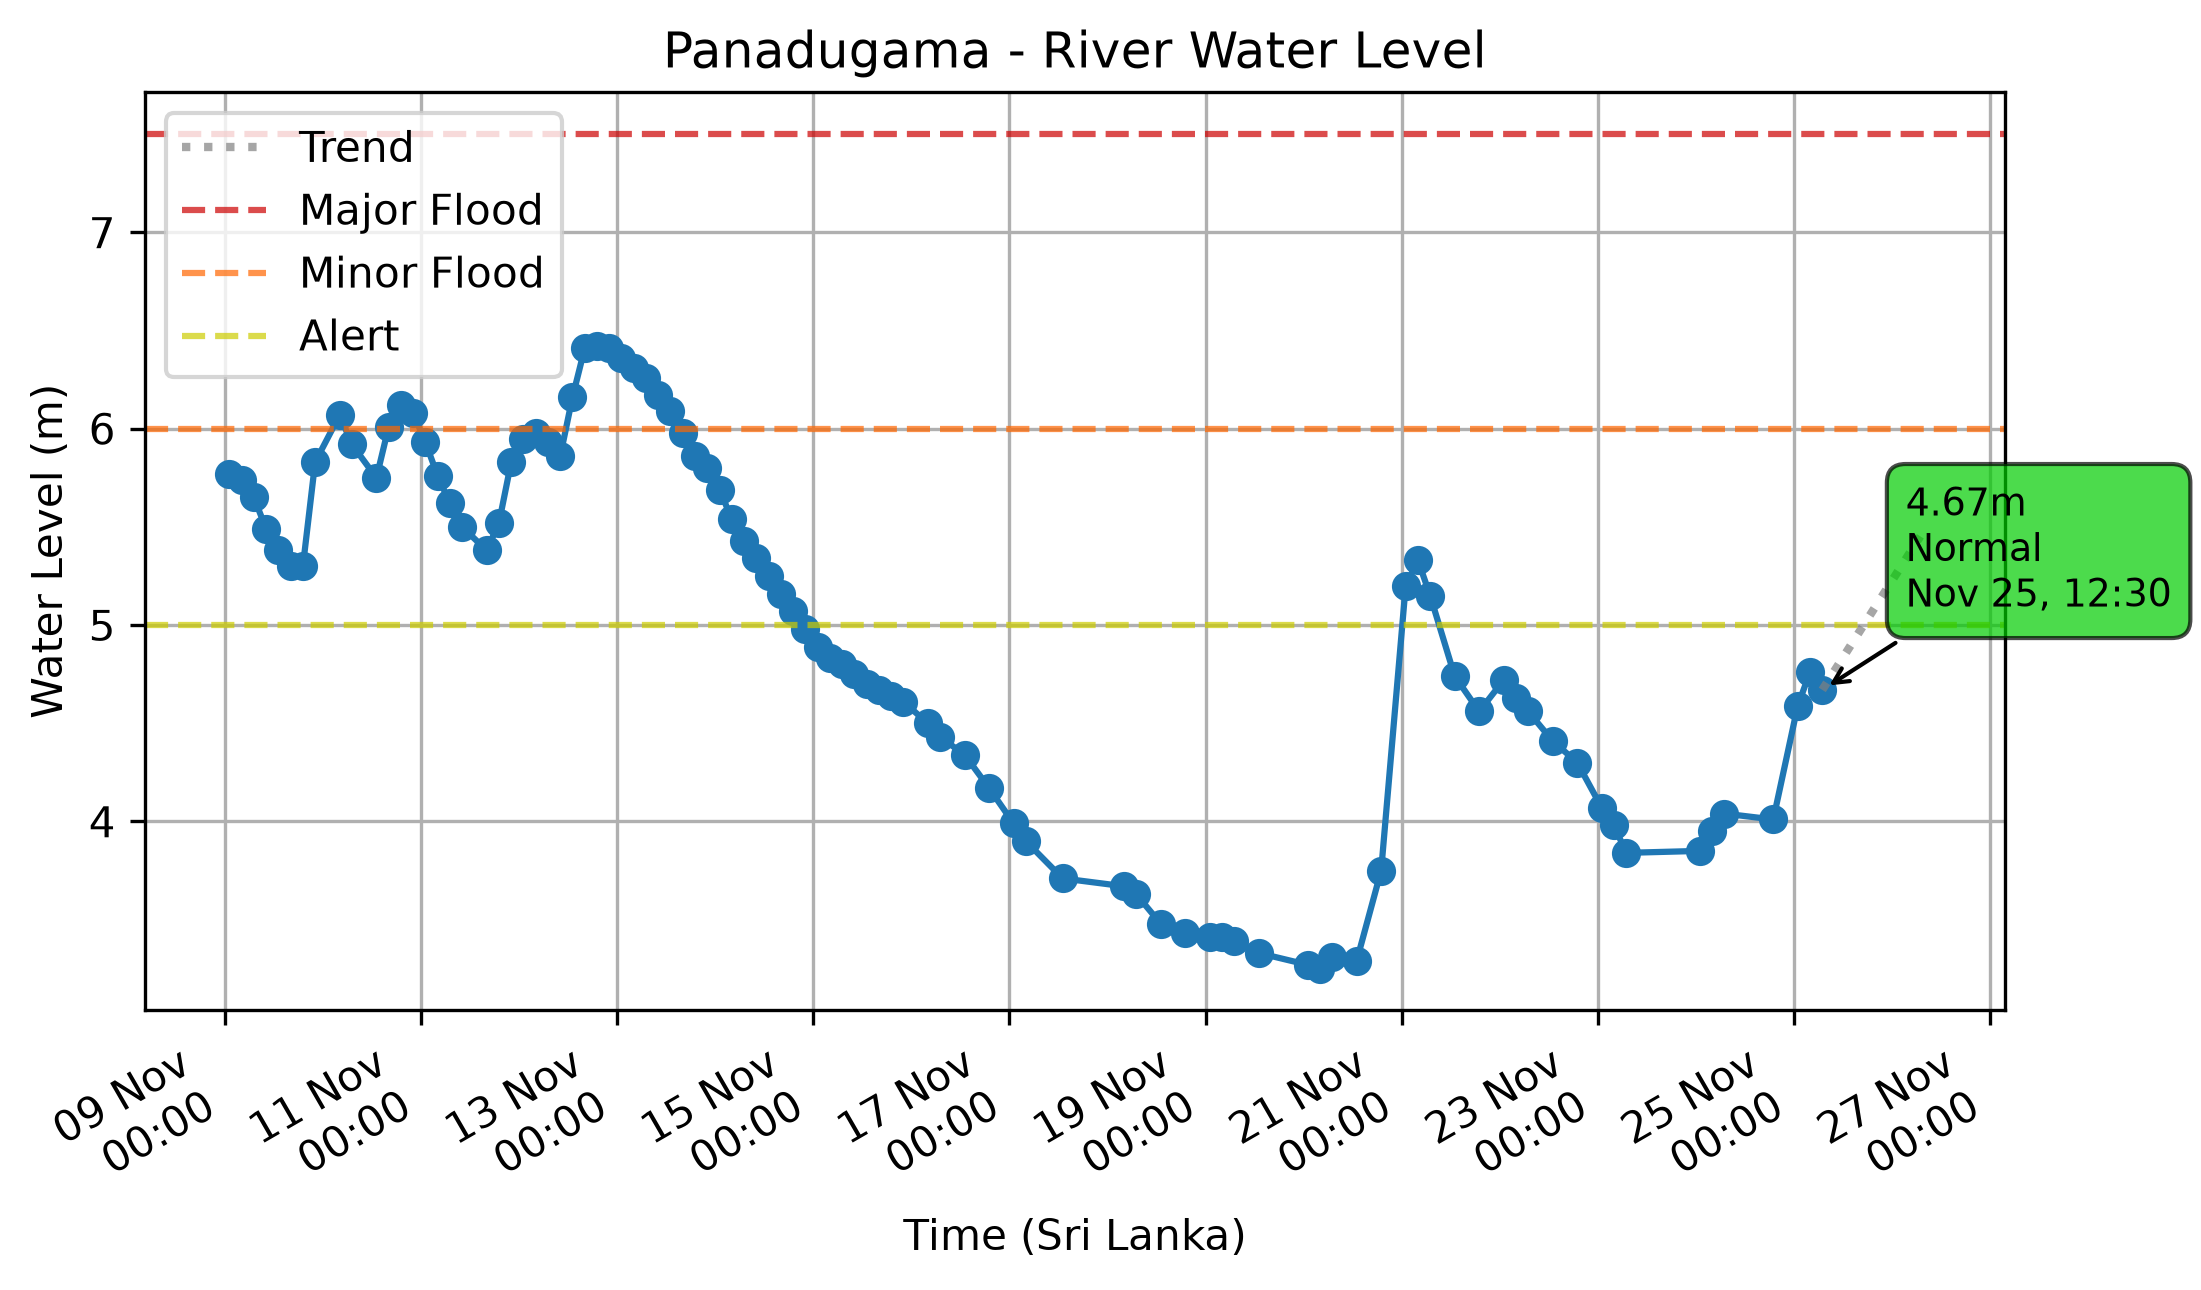 Panadugama - River Water Level
Trend
Major Flood
Minor Flood
Alert
Water Level (m)
7
6
5
4
4.67m
Normal
Nov 25, 12:30
09 Nov
00:00
11 Nov
00:00
13 Nov
00:00
15 Nov
00:00
17 Nov
00:00
19 Nov
00:00
21 Nov
00:00
23 Nov
00:00
25 Nov
00:00
27 Nov
00:00
Time (Sri Lanka)